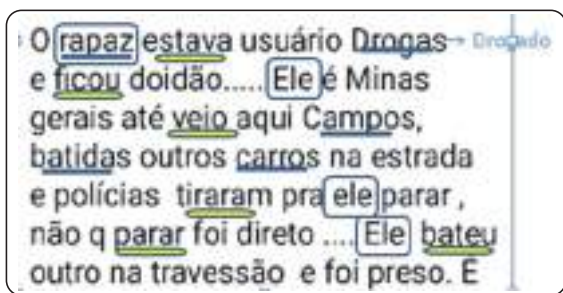 O rapaz estava usuário Drogas → Drogado
e ficou doidão..... Ele é Minas
gerais até veio aqui Campos,
batidas outros carros na estrada
e polícias tiraram pra ele parar ,
não q parar foi direto .... Ele bateu
outro na travessão e foi preso. E